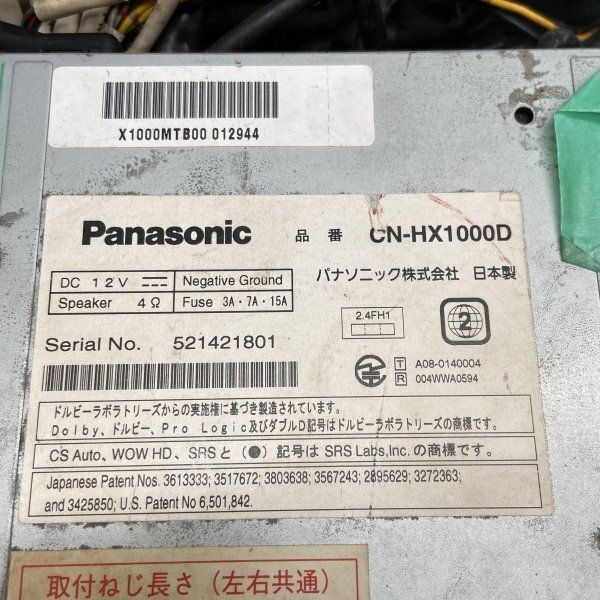 X1000MTB00 012944
Panasonic 品番 CN-HX1000D
DC 12V Negative Ground
Speaker 4Ω Fuse 3A・7A・15A
パナソニック株式会社 日本製
2.4FH1
2
Serial No. 521421801
T A08-0140004
R 004WWA0594
ドルビーラボラトリーズからの実施権に基づき製造されています。
Dolby、ドルビー、Pro Logic及びダブルD記号はドルビーラボラトリーズの商標です。
CS Auto、WOW HD、SRSと(●)記号は SRS Labs,Inc. の商標です。
Japanese Patent Nos. 3613333; 3517672; 3803638; 3567243; 2895629; 3272363;
and 3425850; U.S. Patent No 6,501,842.
取付ねじ長さ(左右共通)